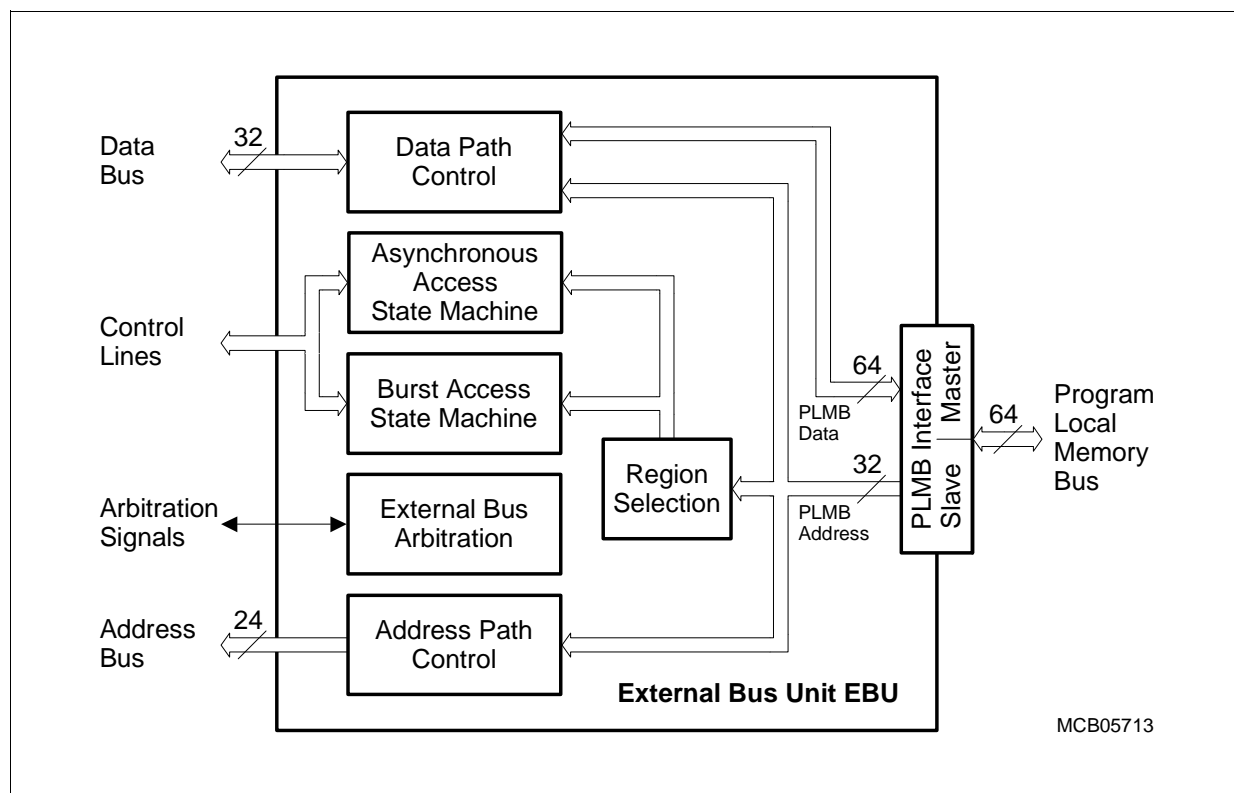 Data
Bus
32
Data Path
Control
Control
Lines
Asynchronous
Access
State Machine
Burst Access
State Machine
Arbitration
Signals
External Bus
Arbitration
Address
Bus
24
Address Path
Control
Region
Selection
64
PLMB
Data
32
PLMB
Address
PLMB Interface
Slave Master
64
Program
Local
Memory
Bus
External Bus Unit EBU
MCB05713